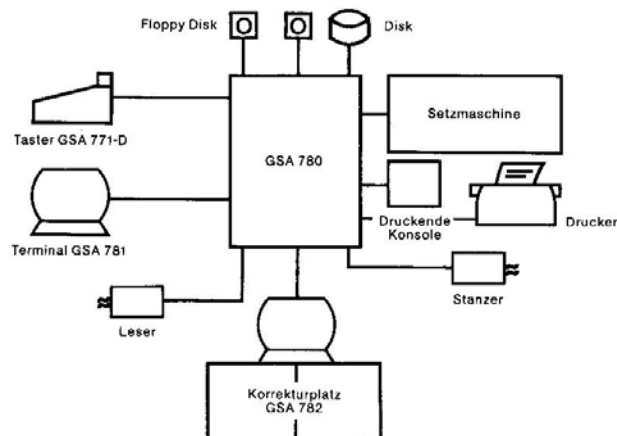 Floppy Disk
Disk
Taster GSA 771-D
GSA 780
Setzmaschine
Terminal GSA 781
Druckende
Konsole
Drucker
Leser
Stanzer
Korrekturplatz
GSA 782